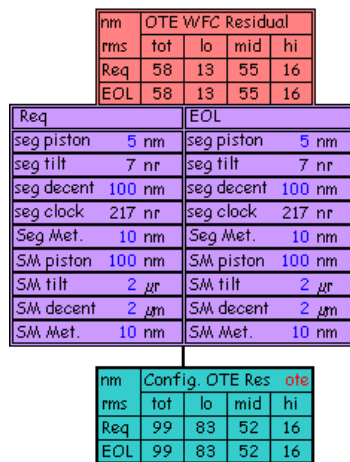 nm OTE WFC Residual
rms tot lo mid hi
Req 58 13 55 16
EOL 58 13 55 16
Req EOL
seg piston 5 nm seg piston 5 nm
seg tilt 7 nr seg tilt 7 nr
seg decent 100 nm seg decent 100 nm
seg clock 217 nr seg clock 217 nr
Seg Met. 10 nm Seg Met. 10 nm
SM piston 100 nm SM piston 100 nm
SM tilt 2 µr SM tilt 2 µr
SM decent 2 µm SM decent 2 µm
SM Met. 10 nm SM Met. 10 nm
nm Config. OTE Res ote
rms tot lo mid hi
Req 99 83 52 16
EOL 99 83 52 16